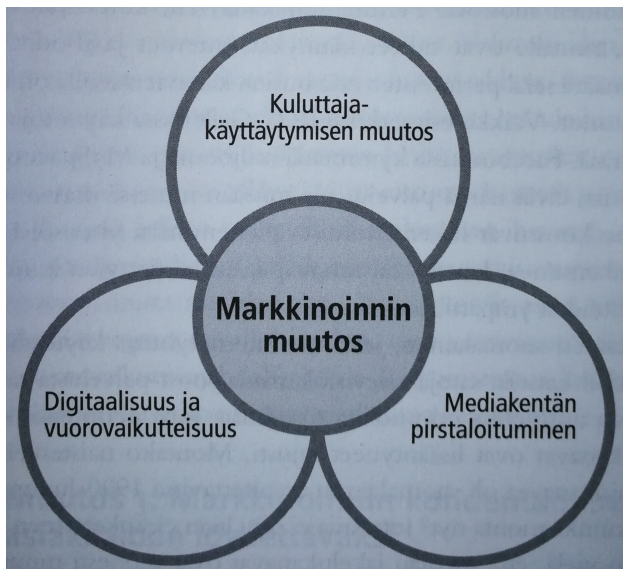 Kuluttaja-
käyttäytymisen muutos
Markkinoinnin
muutos
Digitaalisuus ja
vuorovaikutteisuus
Mediakentän
pirstaloituminen